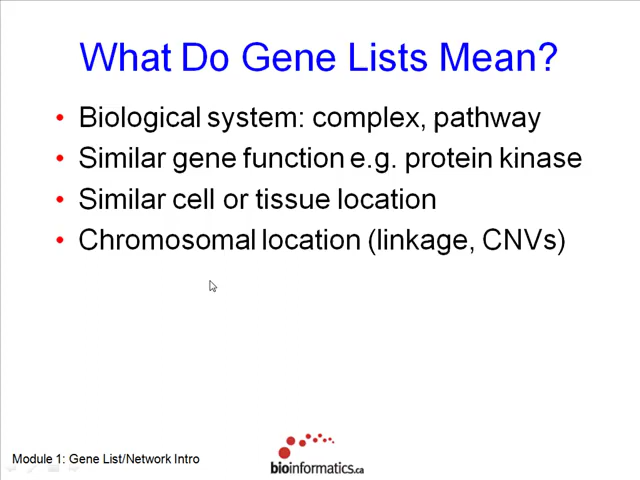 What Do Gene Lists Mean?
• Biological system: complex, pathway
• Similar gene function e.g. protein kinase
• Similar cell or tissue location
• Chromosomal location (linkage, CNVs)
Module 1: Gene List/Network Intro
bioinformatics.ca